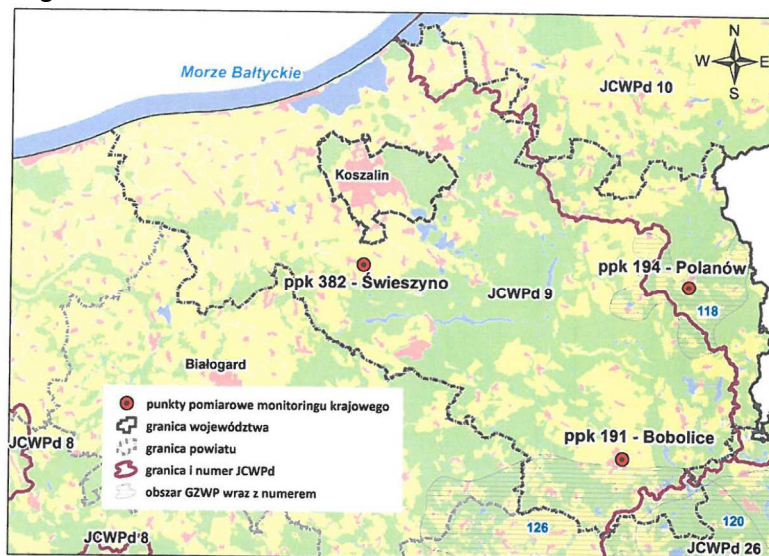 Morze Bałtyckie
N
W E
S
JCWPd 10
Koszalin
ppk 382 - Świeszyno
JCWPd 9
ppk 194 - Polanów
118
Białogard
punkty pomiarowe monitoringu krajowego
granica województwa
granica powiatu
granica i numer JCWPd
obszar GZWP wraz z numerem
JCWPd 8
ppk 191 - Bobolice
JCWPd 8
126
120
JCWPd 26